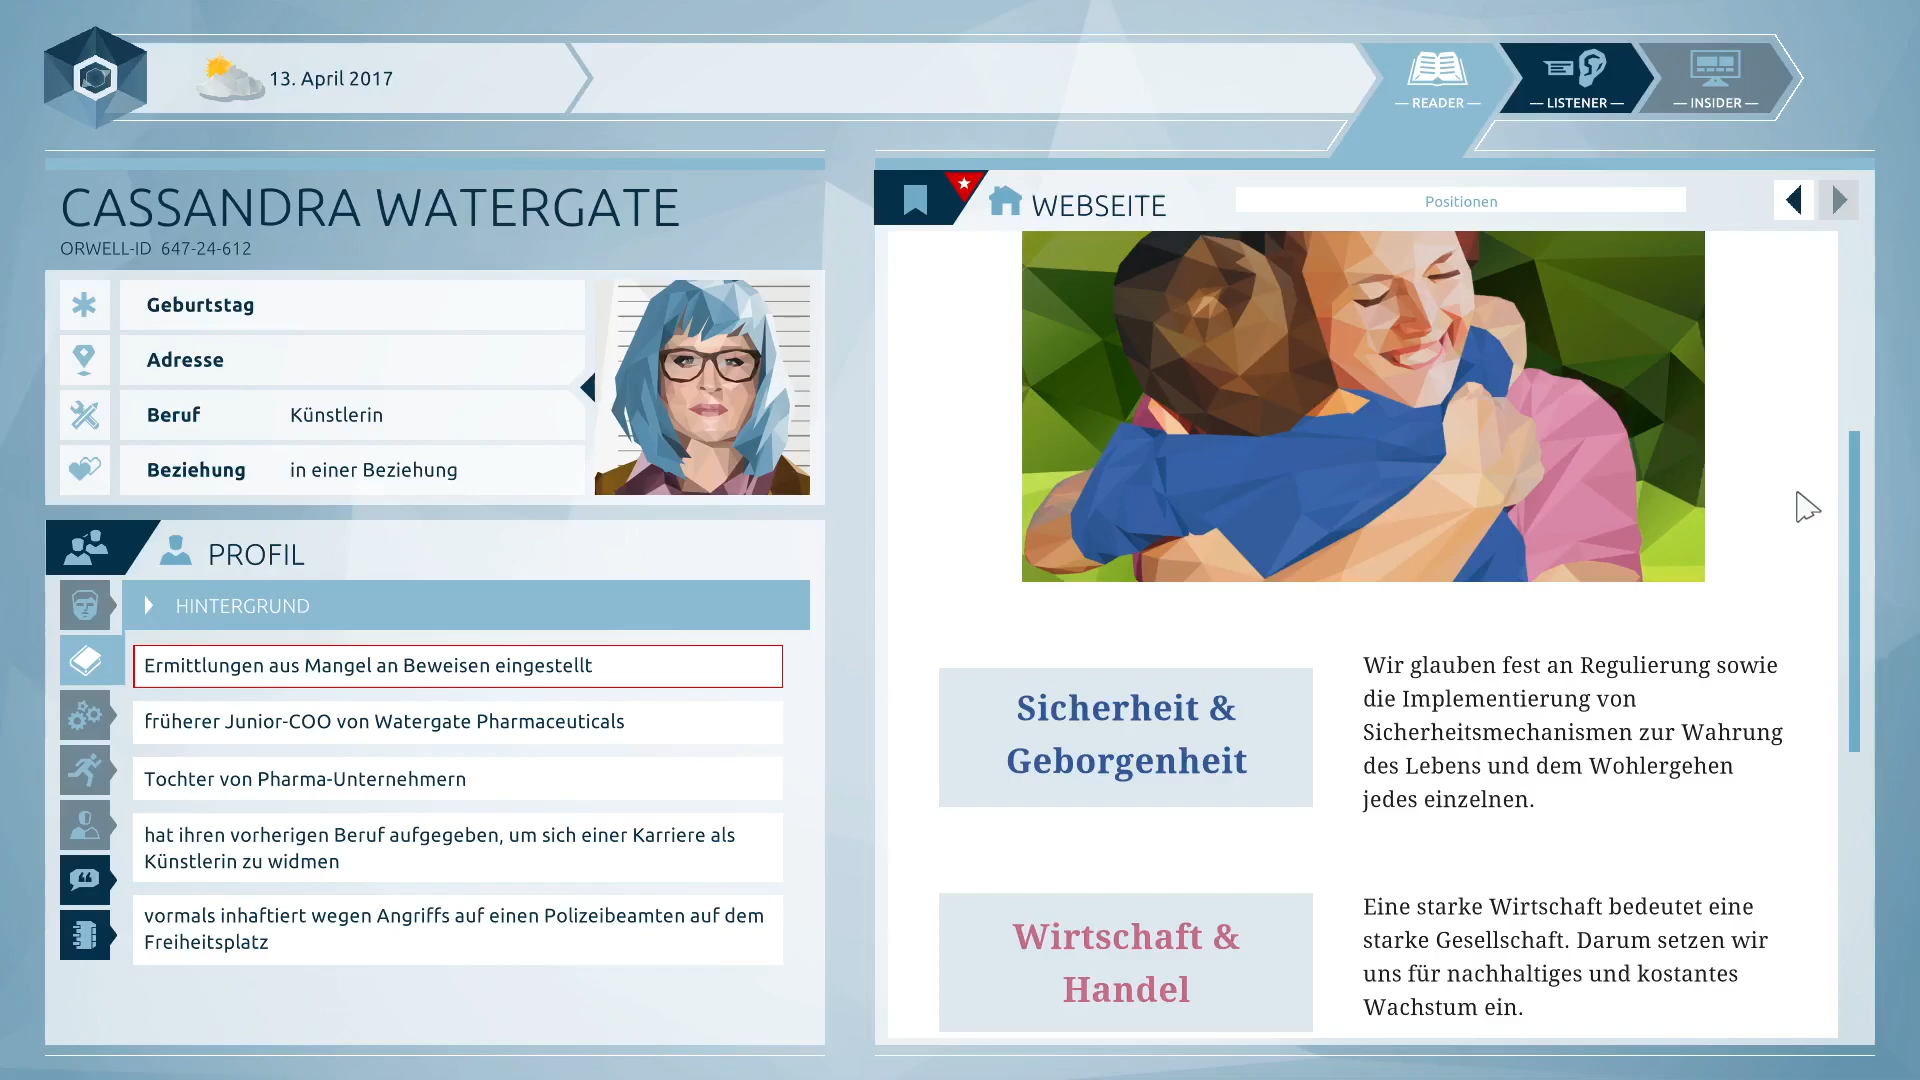 13. April 2017
READER
LISTENER
INSIDER
CASSANDRA WATERGATE
ORWELL-ID 647-24-612
Geburtstag
Adresse
Beruf Künstlerin
Beziehung in einer Beziehung
PROFIL
HINTERGRUND
Ermittlungen aus Mangel an Beweisen eingestellt
früherer Junior-COO von Watergate Pharmaceuticals
Tochter von Pharma-Unternehmern
hat ihren vorherigen Beruf aufgegeben, um sich einer Karriere als
Künstlerin zu widmen
vormals inhaftiert wegen Angriffs auf einen Polizeibeamten auf dem
Freiheitsplatz
WEBSEITE
Positionen
Sicherheit &
Geborgenheit
Wir glauben fest an Regulierung sowie
die Implementierung von
Sicherheitsmechanismen zur Wahrung
des Lebens und dem Wohlergehen
jedes einzelnen.
Wirtschaft &
Handel
Eine starke Wirtschaft bedeutet eine
starke Gesellschaft. Darum setzen wir
uns für nachhaltiges und kostantes
Wachstum ein.